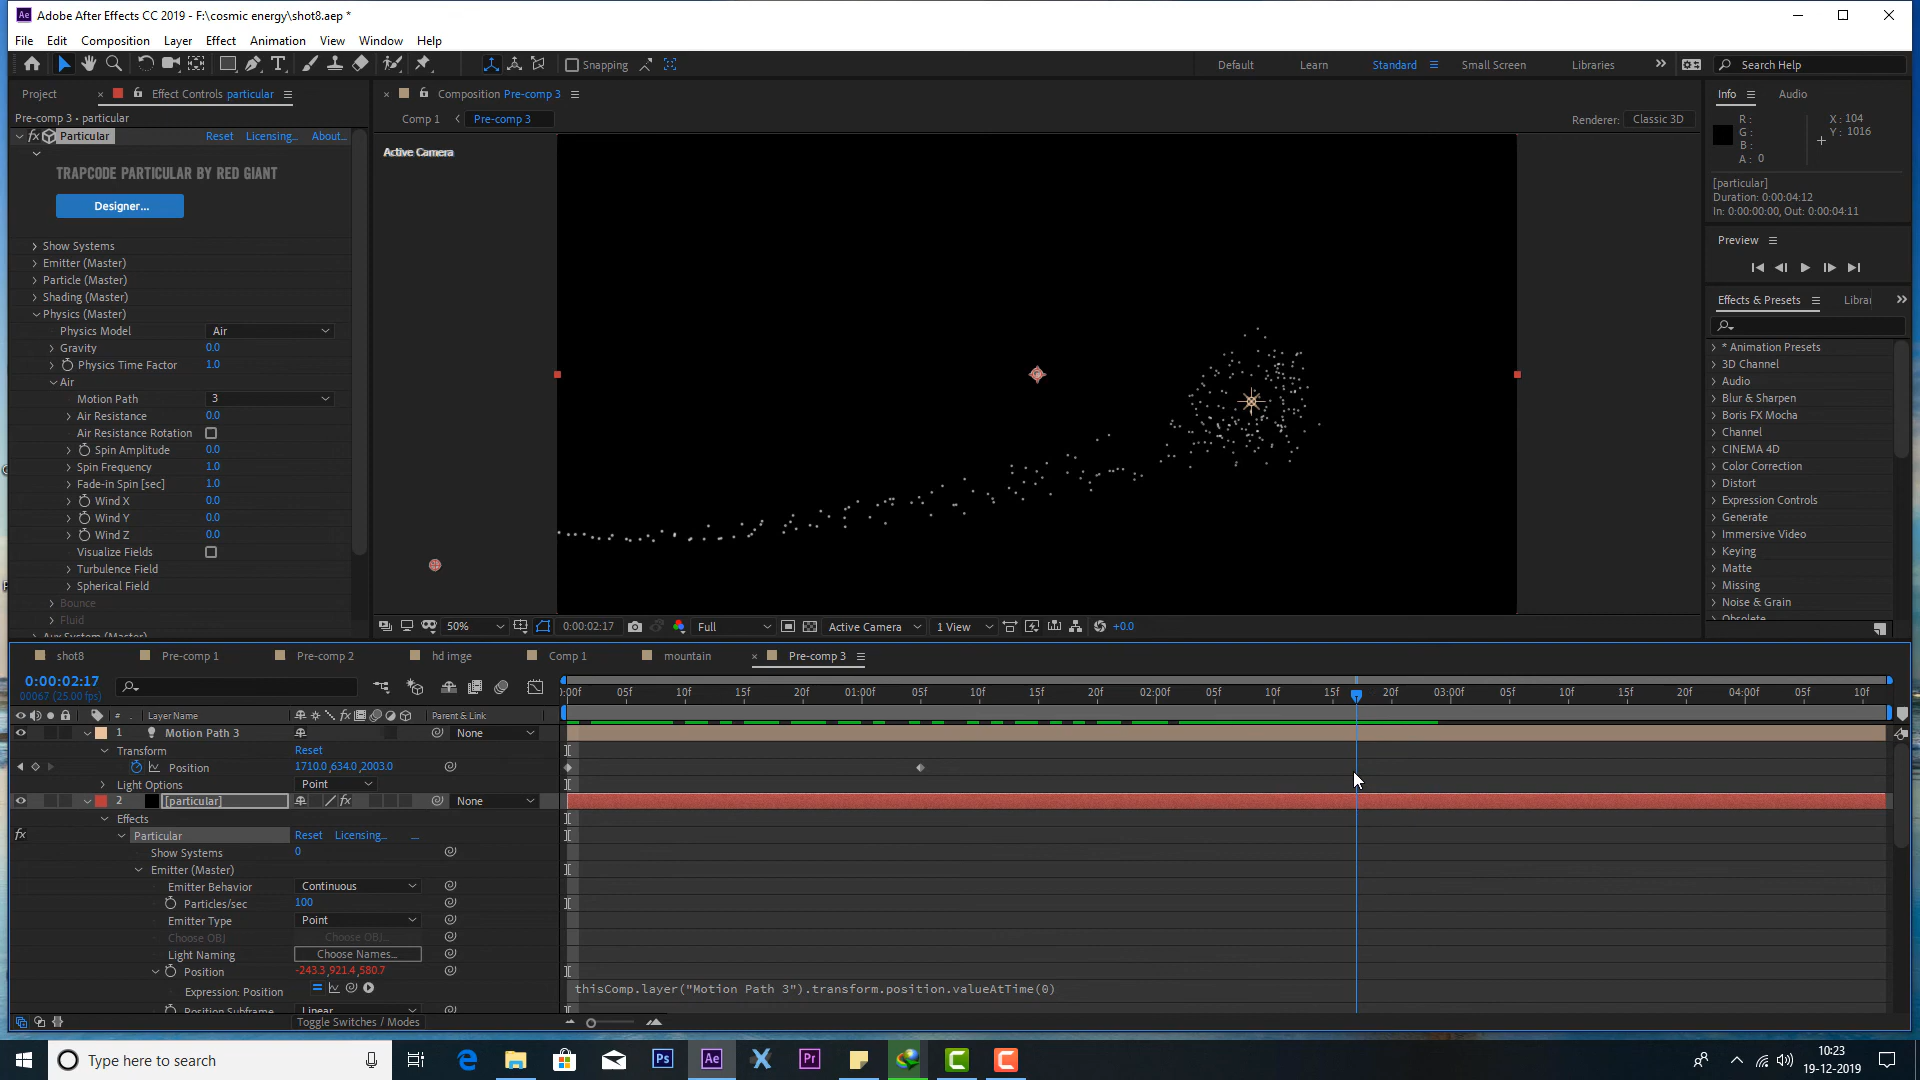 Adobe After Effects CC 2019 - F:\cosmic energy\shot8.aep *
File Edit Composition Layer Effect Animation View Window Help
Snapping
Default Learn Standard Small Screen Libraries Search Help
Project Effect Controls particular
Composition Pre-comp 3
Info Audio
Pre-comp 3 • particular
Comp 1 Pre-comp 3
Renderer: Classic 3D
Particular Reset Licensing... About...
Active Camera
TRAPCODE PARTICULAR BY RED GIANT
Designer...
Show Systems
Emitter (Master)
Particle (Master)
Shading (Master)
Physics (Master)
Physics Model Air
Gravity 0.0
Physics Time Factor 1.0
Air
Motion Path 3
Air Resistance 0.0
Air Resistance Rotation
Spin Amplitude 0.0
Spin Frequency 1.0
Fade-in Spin [sec] 1.0
Wind X 0.0
Wind Y 0.0
Wind Z 0.0
Visualize Fields
Turbulence Field
Spherical Field
Bounce
Fluid
Aux System (Master)
R:
G:
B:
A: 0
X: 104
Y: 1016
[particular]
Duration: 0:00:04:12
In: 0:00:00:00, Out: 0:00:04:11
Preview
Effects & Presets
* Animation Presets
3D Channel
Audio
Blur & Sharpen
Boris FX Mocha
Channel
CINEMA 4D
Color Correction
Distort
Expression Controls
Generate
Immersive Video
Keying
Matte
Missing
Noise & Grain
Obsolete
50% 0:00:02:17 Full Active Camera 1 View +0.0
shot8 Pre-comp 1 Pre-comp 2 hd imge Comp 1 mountain Pre-comp 3
0:00:02:17
00067 (25.00 fps)
:00f 05f 10f 15f 20f 01:00f 05f 10f 15f 20f 02:00f 05f 10f 15f 20f 03:00f 05f 10f 15f 20f 04:00f 05f 10f
# Layer Name Parent & Link
1 Motion Path 3 None
Transform Reset
Position 1710.0,634.0,2003.0
Light Options Point
2 [particular] None
Effects
Particular Reset Licensing... ...
Show Systems 0
Emitter (Master)
Emitter Behavior Continuous
Particles/sec 100
Emitter Type Point
Choose OBJ Choose OBJ...
Light Naming Choose Names...
Position -243.3,921.4,580.7
Expression: Position
thisComp.layer("Motion Path 3").transform.position.valueAtTime(0)
Position Subframe Linear
Toggle Switches / Modes
Type here to search
10:23
19-12-2019